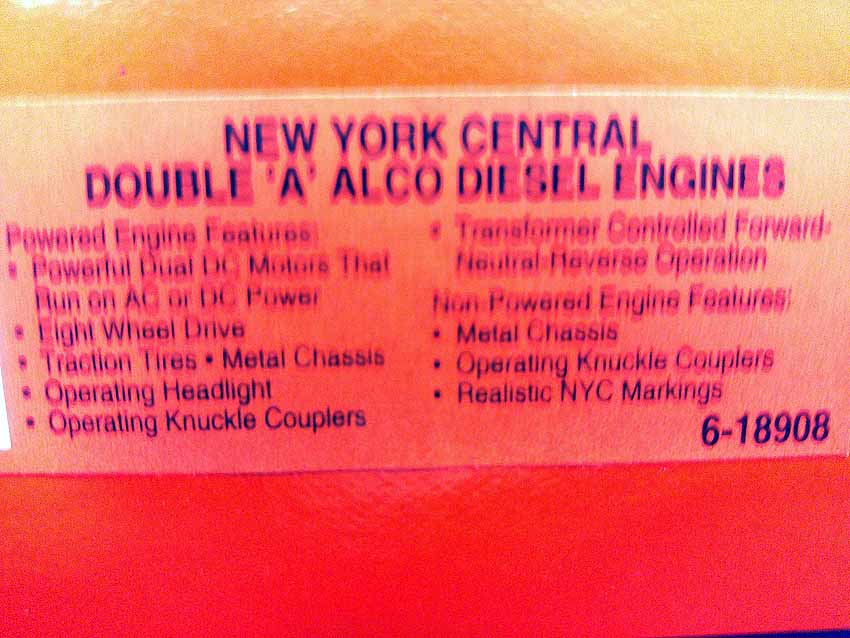 NEW YORK CENTRAL
DOUBLE 'A' ALCO DIESEL ENGINES
Powered Engine Features:
• Powerful Dual DC Motors That
Run on AC or DC Power
• Eight Wheel Drive
• Traction Tires • Metal Chassis
• Operating Headlight
• Operating Knuckle Couplers
• Transformer Controlled Forward-
Neutral-Reverse Operation
Non-Powered Engine Features:
• Metal Chassis
• Operating Knuckle Couplers
• Realistic NYC Markings
6-18908